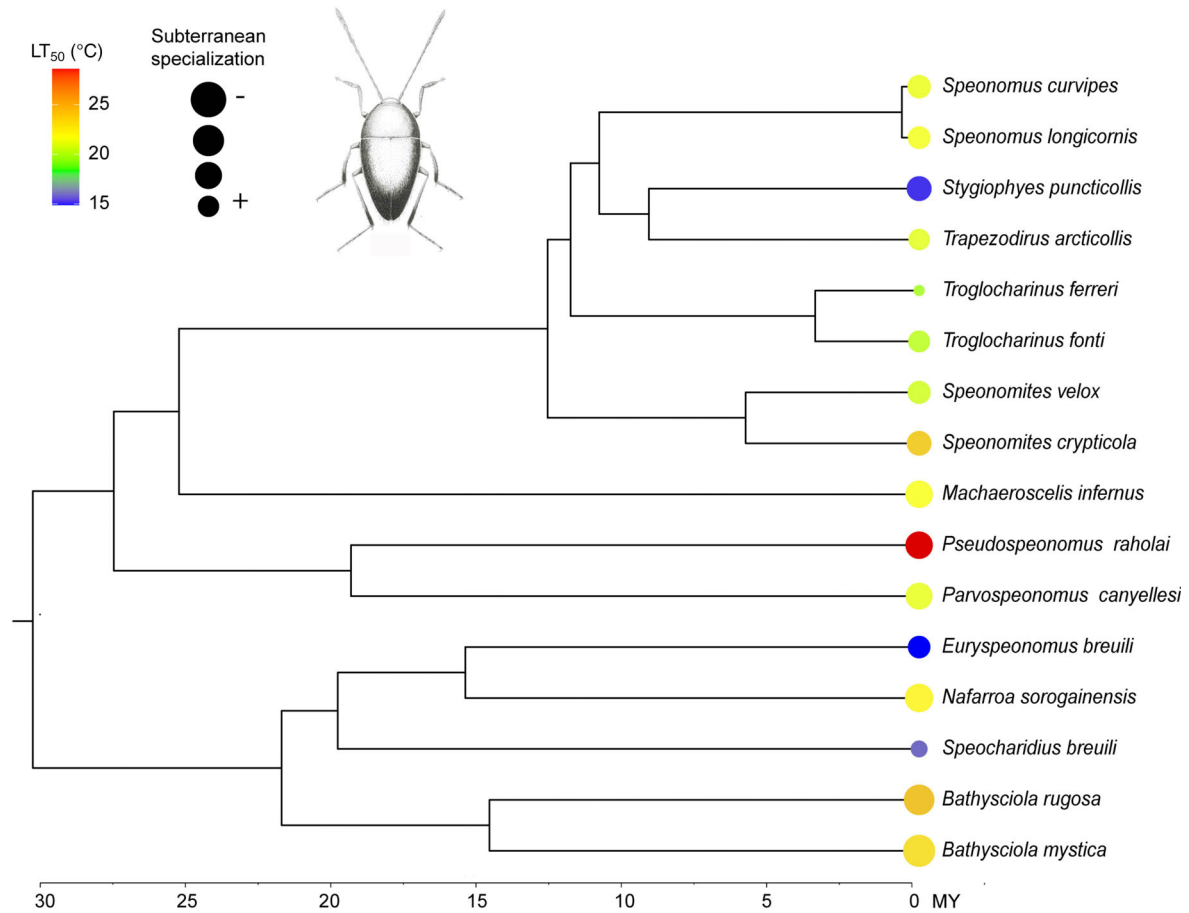 LT50 (°C)
25
20
15
Subterranean
specialization
-
+
Speonomus curvipes
Speonomus longicornis
Stygiophyes puncticollis
Trapezodirus arcticollis
Troglocharinus ferreri
Troglocharinus fonti
Speonomites velox
Speonomites crypticola
Machaeroscelis infernus
Pseudospeonomus raholai
Parvospeonomus canyellesi
Euryspeonomus breuili
Nafarroa sorogainensis
Speocharidius breuili
Bathysciola rugosa
Bathysciola mystica
30 25 20 15 10 5 0 MY